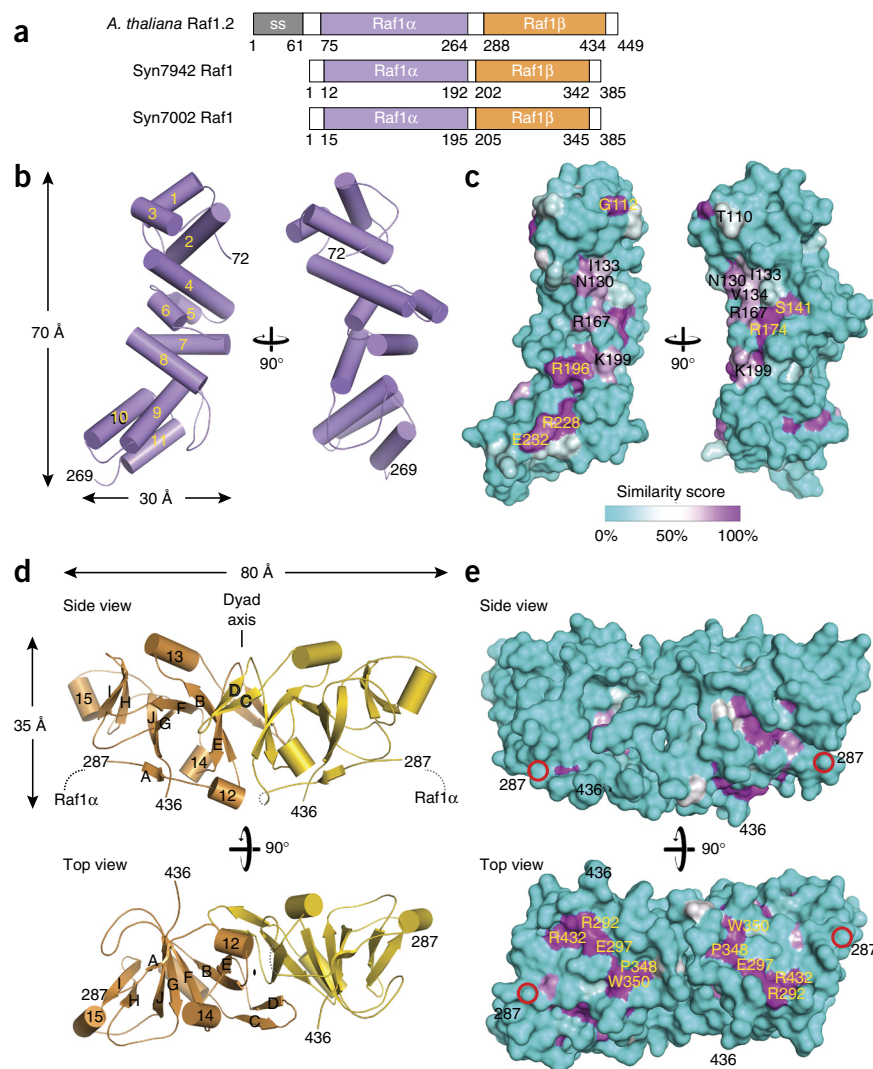 a
A. thaliana Raf1.2 ss Raf1α Raf1β
1 61 75 264 288 434 449
Syn7942 Raf1 Raf1α Raf1β
1 12 192 202 342 385
Syn7002 Raf1 Raf1α Raf1β
1 15 195 205 345 385
b
70 Å
1
3
2
72
4
6 5
7
8
10 9
11
269
30 Å
90°
72
269
c
G112
I133
N130
R167
K199
R196
R228
E232
90°
T110
N130 I133
V134
S141
R167
R174
K199
Similarity score
0% 50% 100%
d
80 Å
Side view
Dyad
axis
35 Å
13
15 I H
J G F B D C
E
287
A
14
12
436
Raf1α
436
287
Raf1α
90°
Top view
436
12
287
A
B E
I H J G F
15
14
D
C
287
436
e
Side view
287
436
287
436
90°
Top view
436
R292
R432
E297
P348
W350
W350
P348
E297
R432
R292
287
287
436